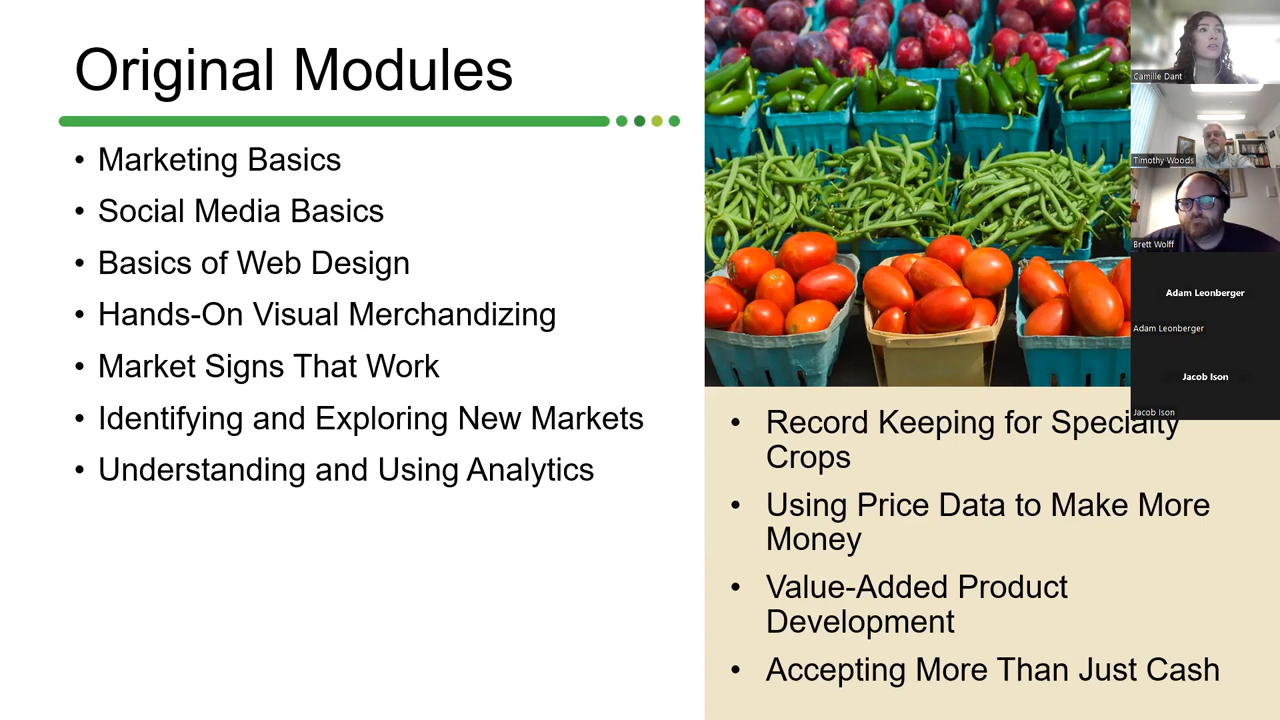 Original Modules
• Marketing Basics
• Social Media Basics
• Basics of Web Design
• Hands-On Visual Merchandizing
• Market Signs That Work
• Identifying and Exploring New Markets
• Understanding and Using Analytics
• Record Keeping for Specialty
Crops
• Using Price Data to Make More
Money
• Value-Added Product
Development
• Accepting More Than Just Cash
Camille Dant
Timothy Woods
Brett Wolff
Adam Leonberger
Adam Leonberger
Jacob Ison
Jacob Ison